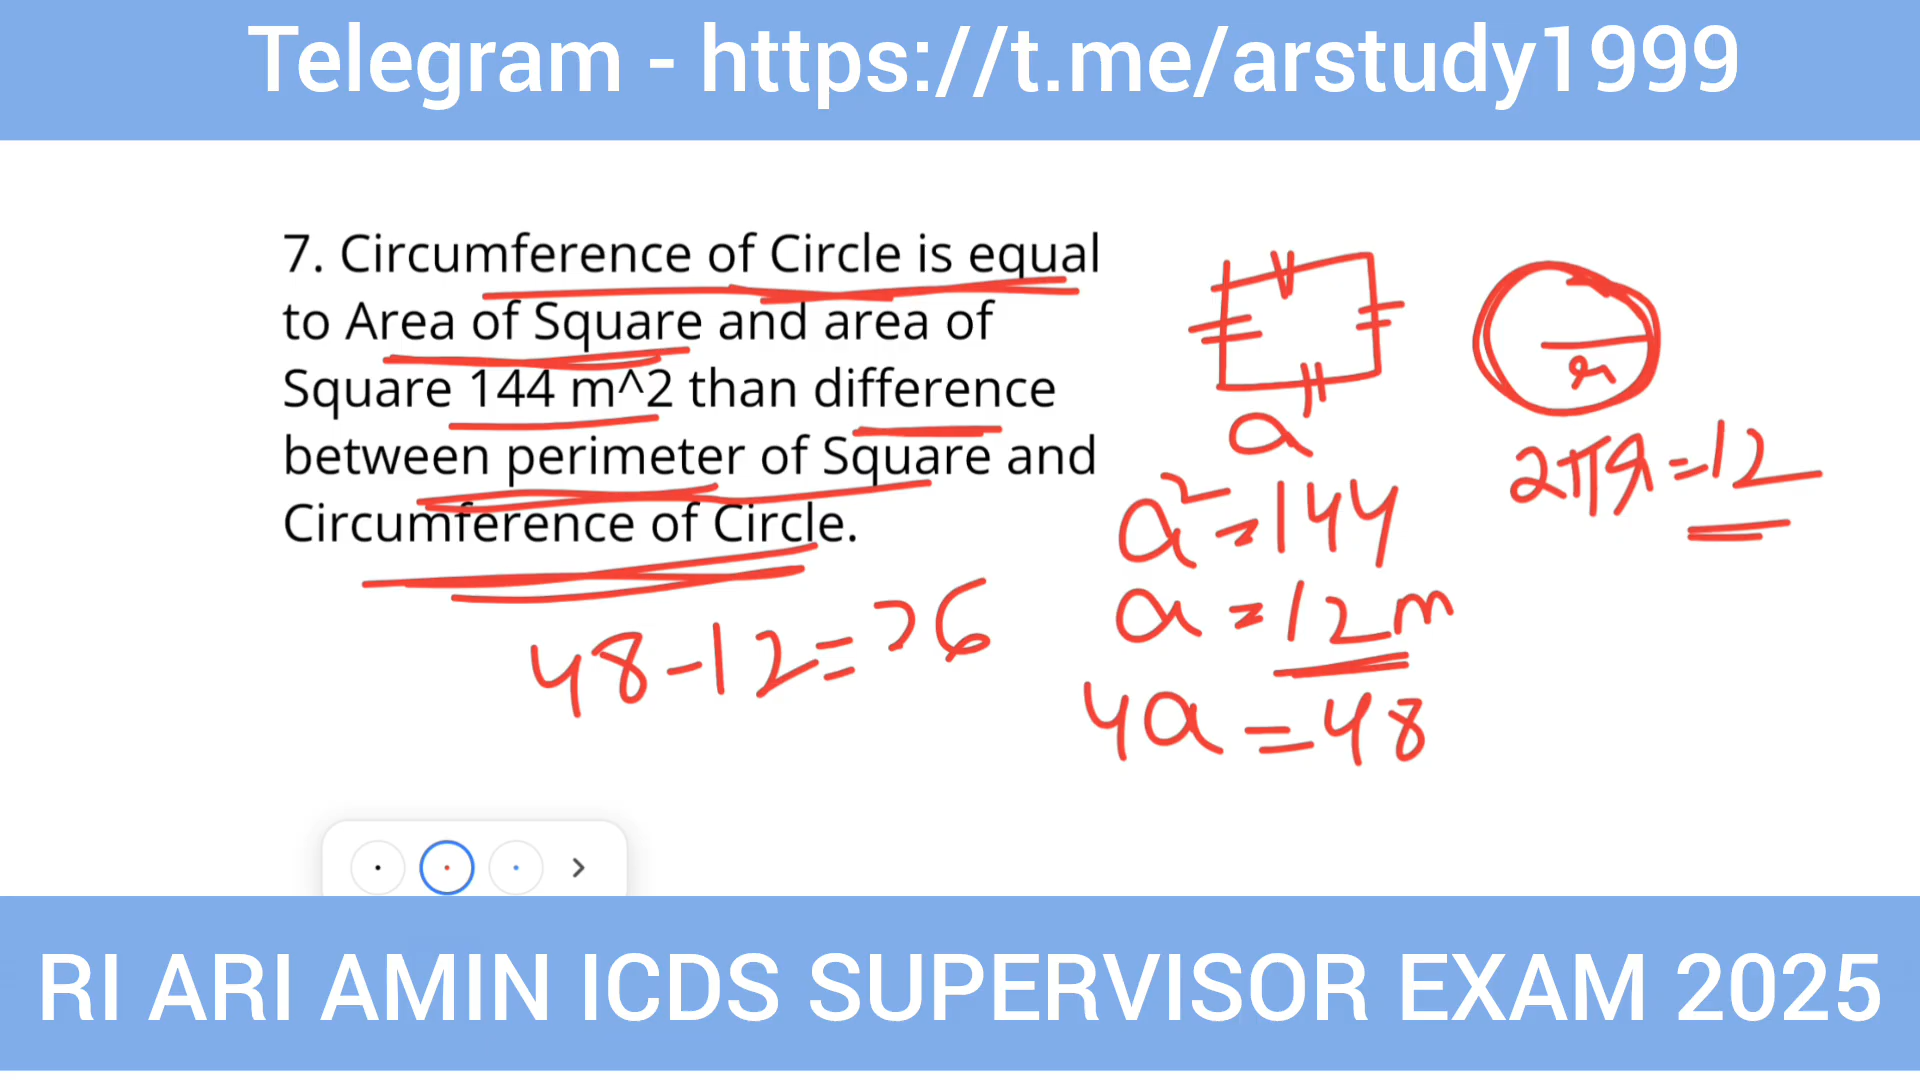 Telegram - https://t.me/arstudy1999
7. Circumference of Circle is equal
to Area of Square and area of
Square 144 m^2 than difference
between perimeter of Square and
Circumference of Circle.
48-12=36
a
r
2πr=12
a²=144
a=12m
4a=48
RI ARI AMIN ICDS SUPERVISOR EXAM 2025